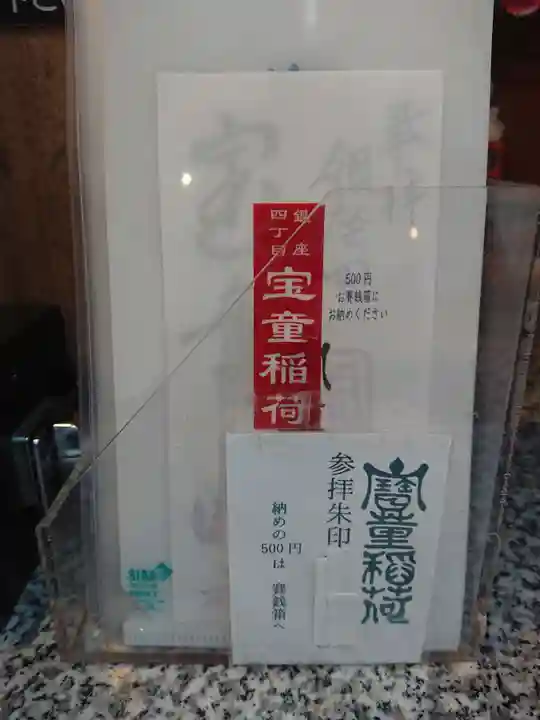 銀座
四丁目
宝童稲荷
500円
お賽銭箱に
お納めください
寶童稲荷
参拝朱印
納めの
500円
は
賽銭箱へ